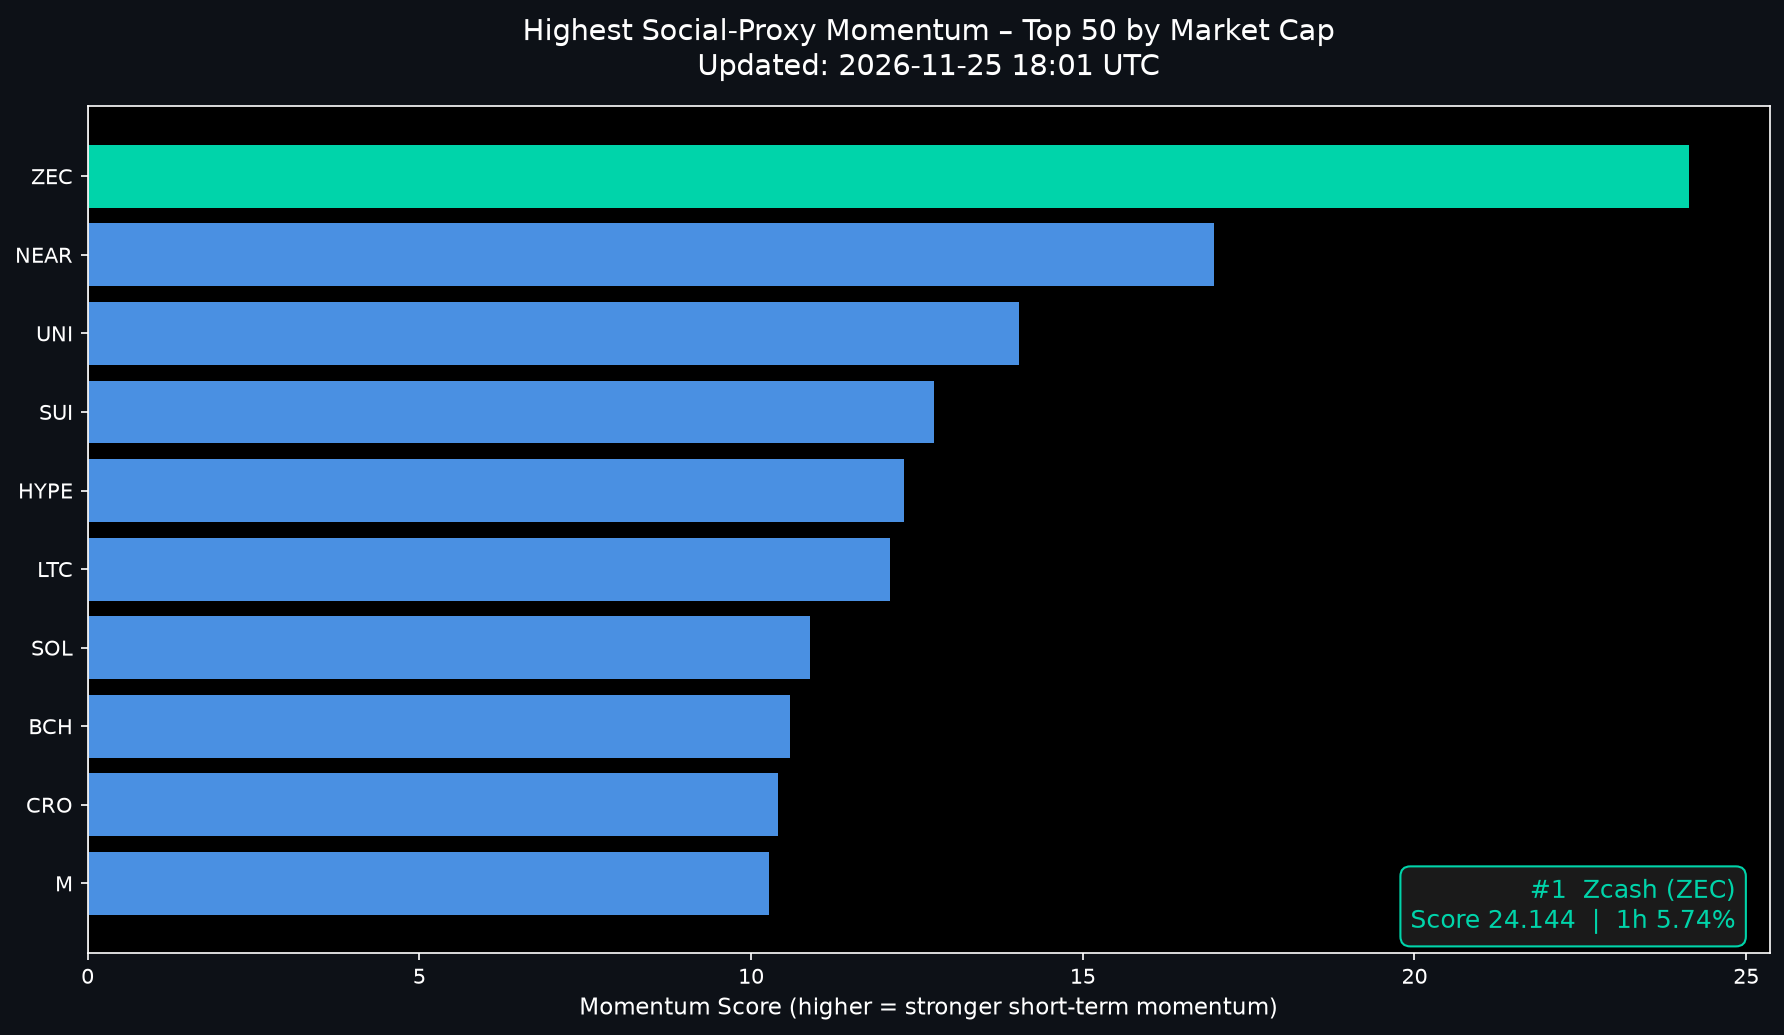 Highest Social-Proxy Momentum – Top 50 by Market Cap
Updated: 2026-11-25 18:01 UTC
ZEC
NEAR
UNI
SUI
HYPE
LTC
SOL
BCH
CRO
M
#1  Zcash (ZEC)
Score 24.144  |  1h 5.74%
0 5 10 15 20 25
Momentum Score (higher = stronger short-term momentum)